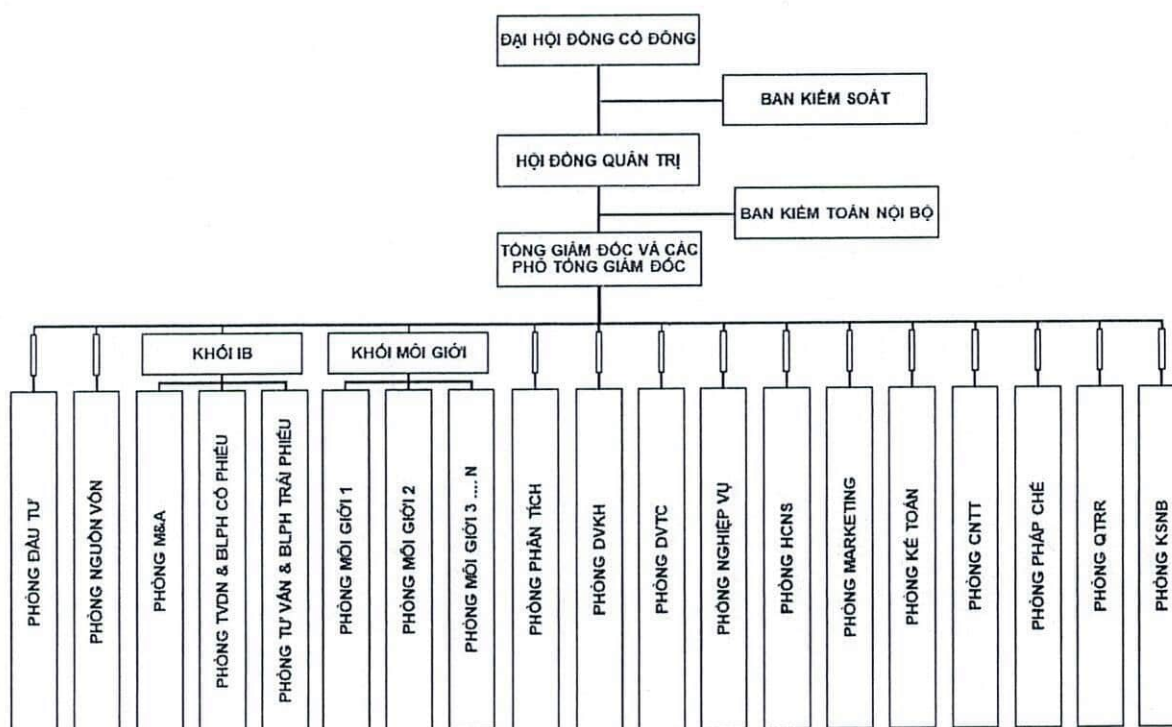 ĐẠI HỘI ĐỒNG CỔ ĐÔNG
BAN KIỂM SOÁT
HỘI ĐỒNG QUẢN TRỊ
BAN KIỂM TOÁN NỘI BỘ
TỔNG GIÁM ĐỐC VÀ CÁC
PHÓ TỔNG GIÁM ĐỐC
KHỐI IB
KHỐI MÔI GIỚI
PHÒNG ĐẦU TƯ
PHÒNG NGUỒN VỐN
PHÒNG M&A
PHÒNG TVDN & BLPH CỔ PHIẾU
PHÒNG TƯ VẤN & BLPH TRÁI PHIẾU
PHÒNG MÔI GIỚI 1
PHÒNG MÔI GIỚI 2
PHÒNG MÔI GIỚI 3 .... N
PHÒNG PHÂN TÍCH
PHÒNG DVKH
PHÒNG DVTC
PHÒNG NGHIỆP VỤ
PHÒNG HCNS
PHÒNG MARKETING
PHÒNG KẾ TOÁN
PHÒNG CNTT
PHÒNG PHÁP CHẾ
PHÒNG QTRR
PHÒNG KSNB